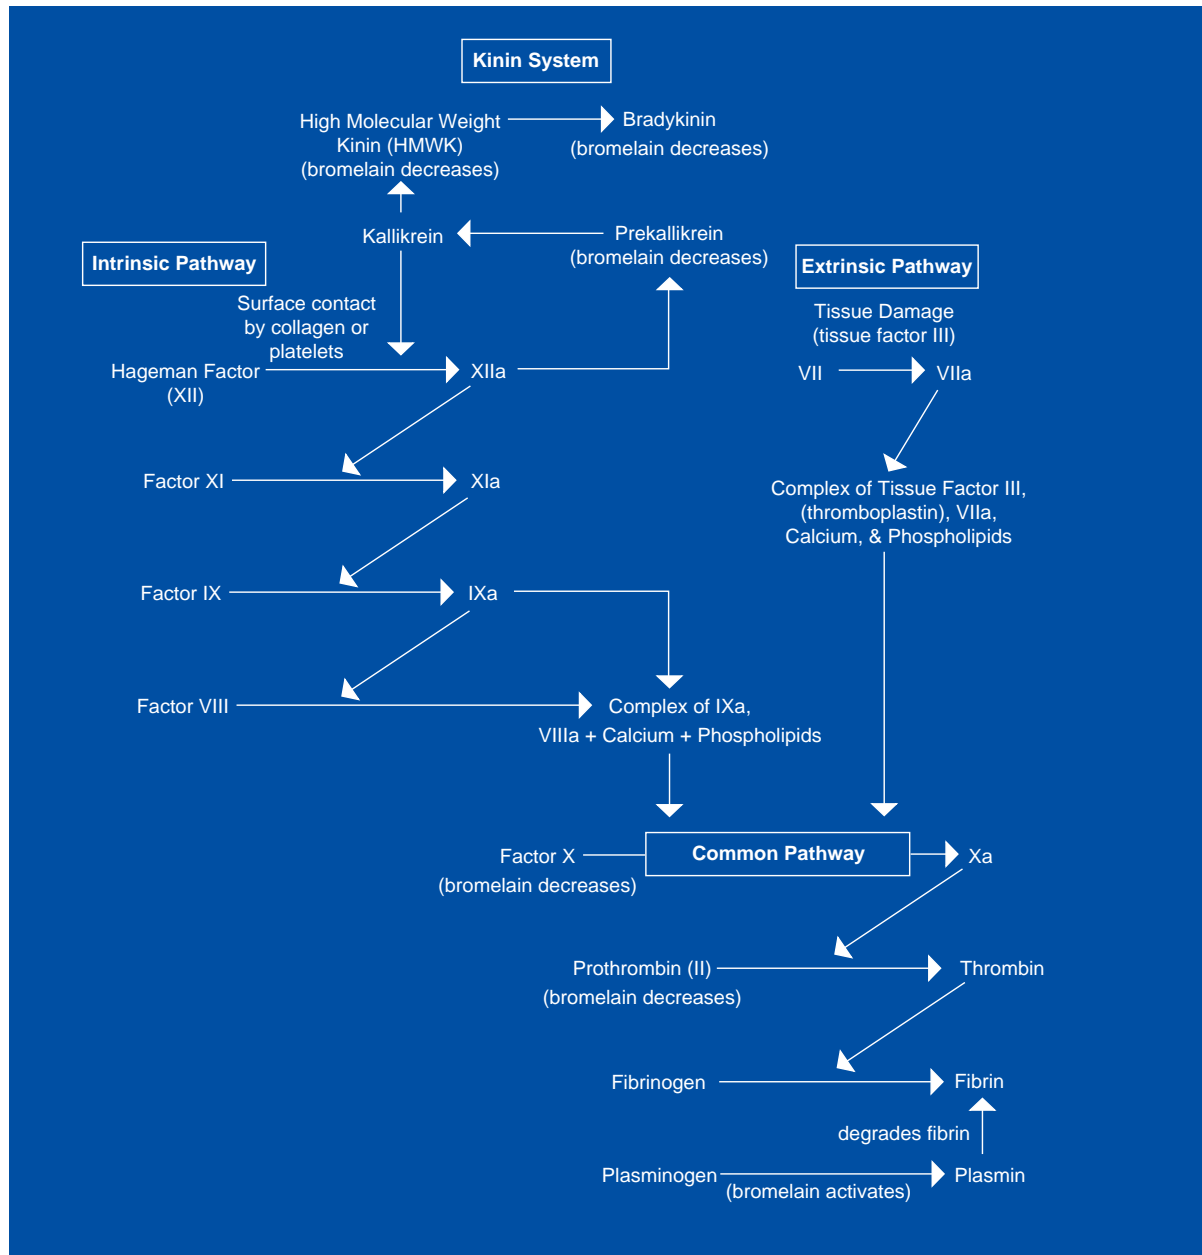 Kinin System
High Molecular Weight
Kinin (HMWK)
(bromelain decreases)
Bradykinin
(bromelain decreases)
Kallikrein
Prekallikrein
(bromelain decreases)
Intrinsic Pathway
Extrinsic Pathway
Surface contact
by collagen or
platelets
Tissue Damage
(tissue factor III)
Hageman Factor
(XII)
XIIa
VII
VIIa
Factor XI
XIa
Complex of Tissue Factor III,
(thromboplastin), VIIa,
Calcium, & Phospholipids
Factor IX
IXa
Factor VIII
Complex of IXa,
VIIIa + Calcium + Phospholipids
Factor X
(bromelain decreases)
Common Pathway
Xa
Prothrombin (II)
(bromelain decreases)
Thrombin
Fibrinogen
Fibrin
degrades fibrin
Plasminogen
(bromelain activates)
Plasmin